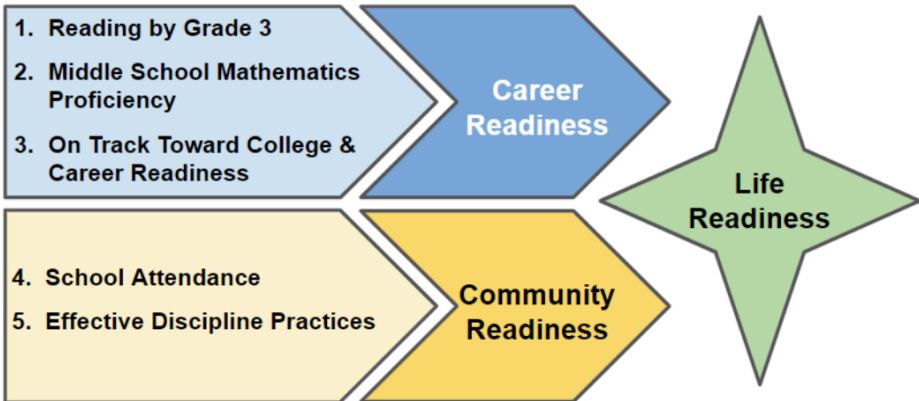 1. Reading by Grade 3
2. Middle School Mathematics
Proficiency
3. On Track Toward College &
Career Readiness
Career
Readiness
4. School Attendance
5. Effective Discipline Practices
Community
Readiness
Life
Readiness